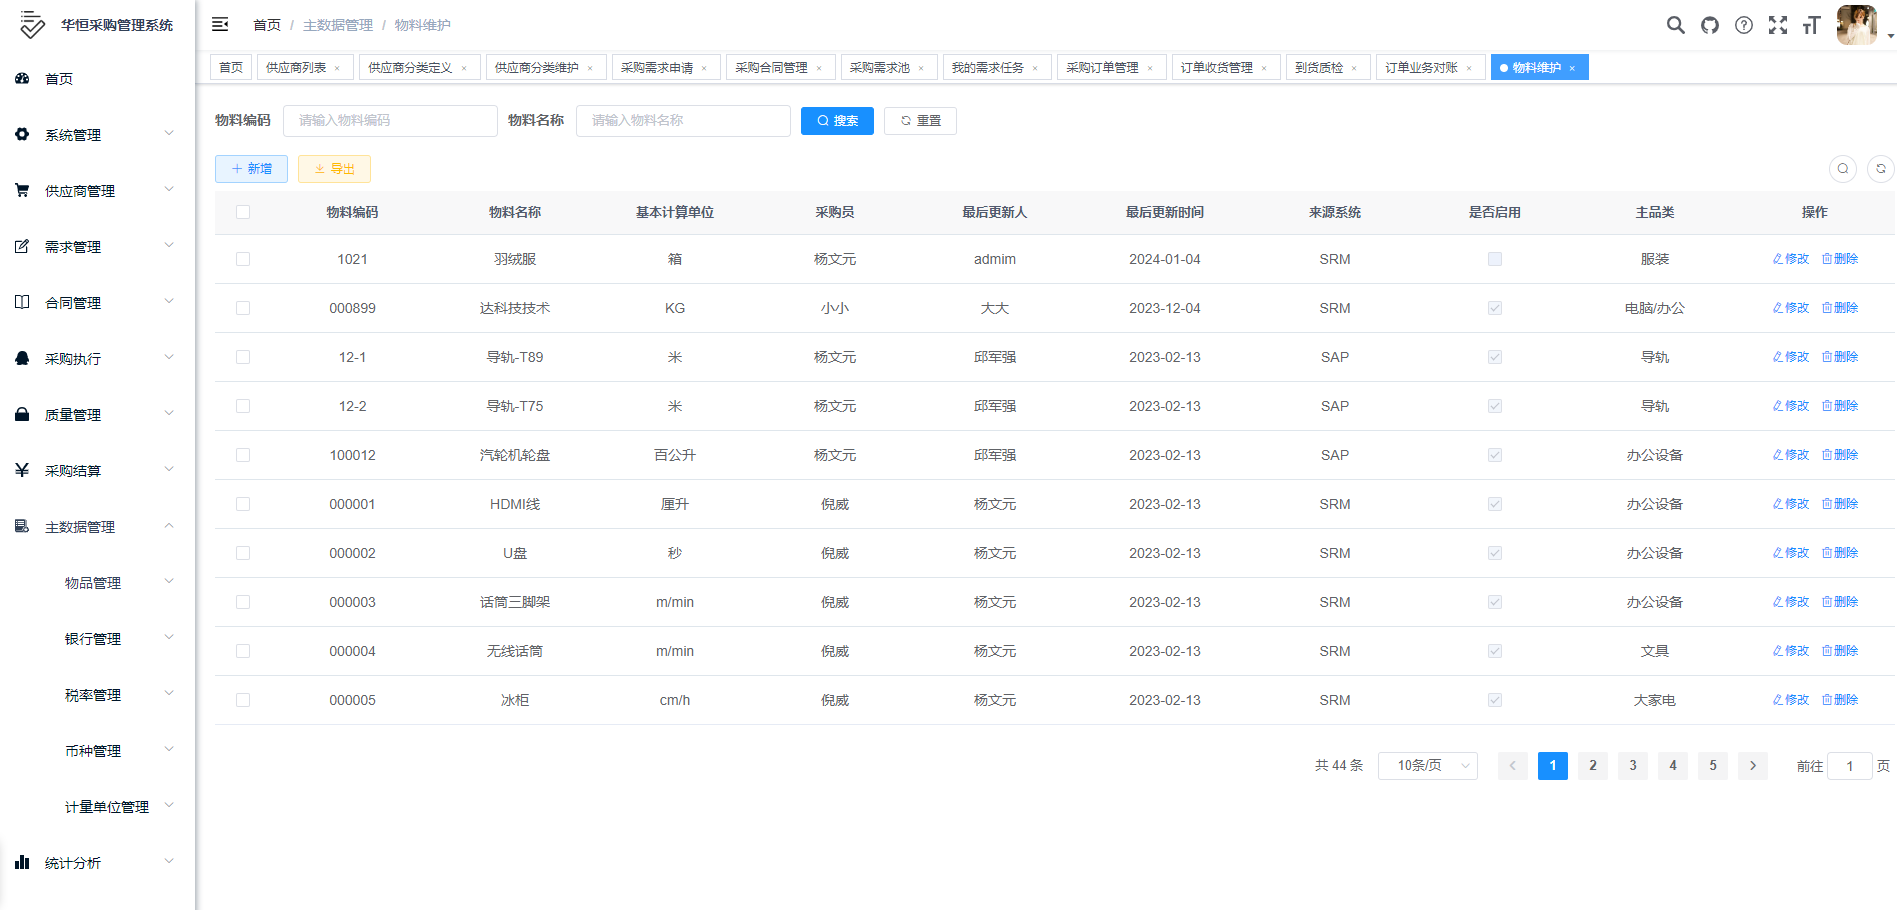 华恒采购管理系统
首页
系统管理
供应商管理
需求管理
合同管理
采购执行
质量管理
采购结算
主数据管理
物品管理
银行管理
税率管理
币种管理
计量单位管理
统计分析
首页 / 主数据管理 / 物料维护
首页 供应商列表 × 供应商分类定义 × 供应商分类维护 × 采购需求申请 × 采购合同管理 × 采购需求池 × 我的需求任务 × 采购订单管理 × 订单收货管理 × 到货质检 × 订单业务对账 × 物料维护 ×
物料编码 请输入物料编码 物料名称 请输入物料名称 搜索 重置
新增 导出
物料编码 物料名称 基本计算单位 采购员 最后更新人 最后更新时间 来源系统 是否启用 主品类 操作
1021 羽绒服 箱 杨文元 admim 2024-01-04 SRM 服装 修改 删除
000899 达科技技术 KG 小小 大大 2023-12-04 SRM 电脑/办公 修改 删除
12-1 导轨-T89 米 杨文元 邱军强 2023-02-13 SAP 导轨 修改 删除
12-2 导轨-T75 米 杨文元 邱军强 2023-02-13 SAP 导轨 修改 删除
100012 汽轮机轮盘 百公升 杨文元 邱军强 2023-02-13 SAP 办公设备 修改 删除
000001 HDMI线 厘升 倪威 杨文元 2023-02-13 SRM 办公设备 修改 删除
000002 U盘 秒 倪威 杨文元 2023-02-13 SRM 办公设备 修改 删除
000003 话筒三脚架 m/min 倪威 杨文元 2023-02-13 SRM 办公设备 修改 删除
000004 无线话筒 m/min 倪威 杨文元 2023-02-13 SRM 文具 修改 删除
000005 冰柜 cm/h 倪威 杨文元 2023-02-13 SRM 大家电 修改 删除
共 44 条 10条/页 1 2 3 4 5 前往 1 页